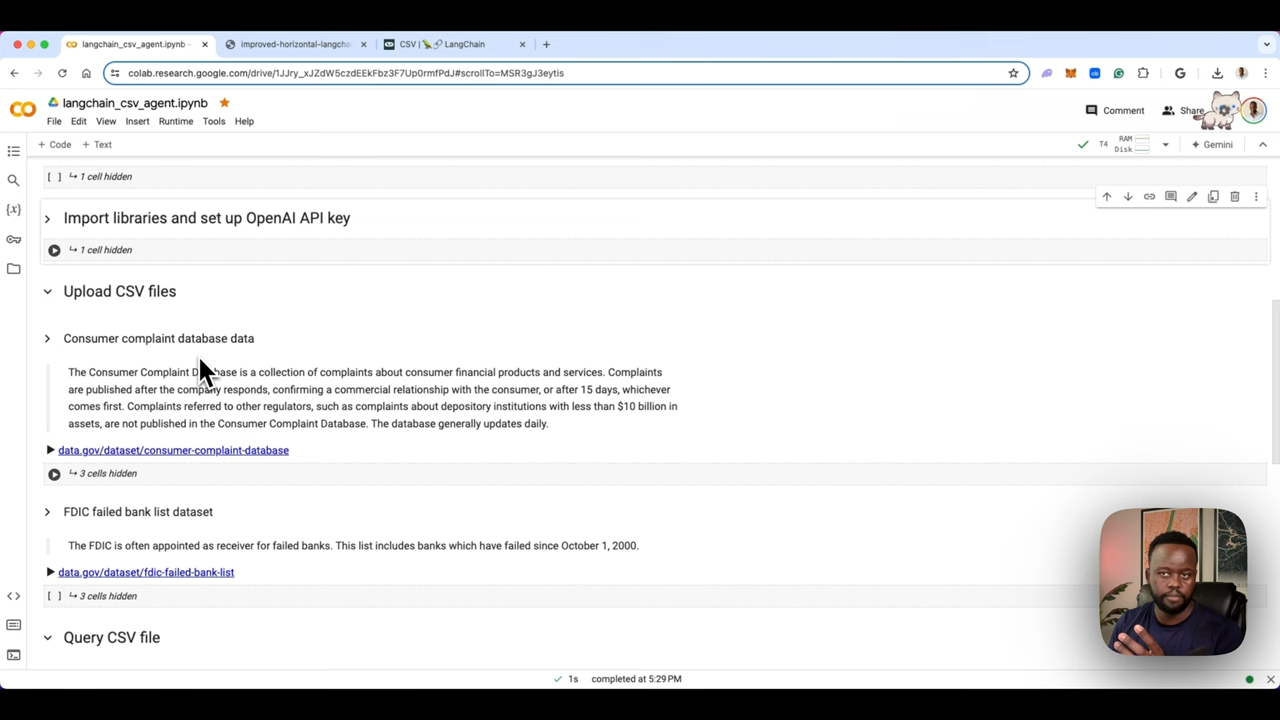 langchain_csv_agent.ipynb -
improved-horizontal-langcha
CSV | 🦜️🔗 LangChain
colab.research.google.com/drive/1JJry_xJZdW5czdEEkFbz3F7Up0rmfPdJ#scrollTo=MSR3gJ3eytis
langchain_csv_agent.ipynb
File Edit View Insert Runtime Tools Help
Comment
Share
+ Code + Text
T4
RAM
Disk
Gemini
[ ] ↳ 1 cell hidden
Import libraries and set up OpenAI API key
↳ 1 cell hidden
Upload CSV files
Consumer complaint database data
The Consumer Complaint Database is a collection of complaints about consumer financial products and services. Complaints
are published after the company responds, confirming a commercial relationship with the consumer, or after 15 days, whichever
comes first. Complaints referred to other regulators, such as complaints about depository institutions with less than $10 billion in
assets, are not published in the Consumer Complaint Database. The database generally updates daily.
data.gov/dataset/consumer-complaint-database
↳ 3 cells hidden
FDIC failed bank list dataset
The FDIC is often appointed as receiver for failed banks. This list includes banks which have failed since October 1, 2000.
data.gov/dataset/fdic-failed-bank-list
[ ] ↳ 3 cells hidden
Query CSV file
1s completed at 5:29 PM